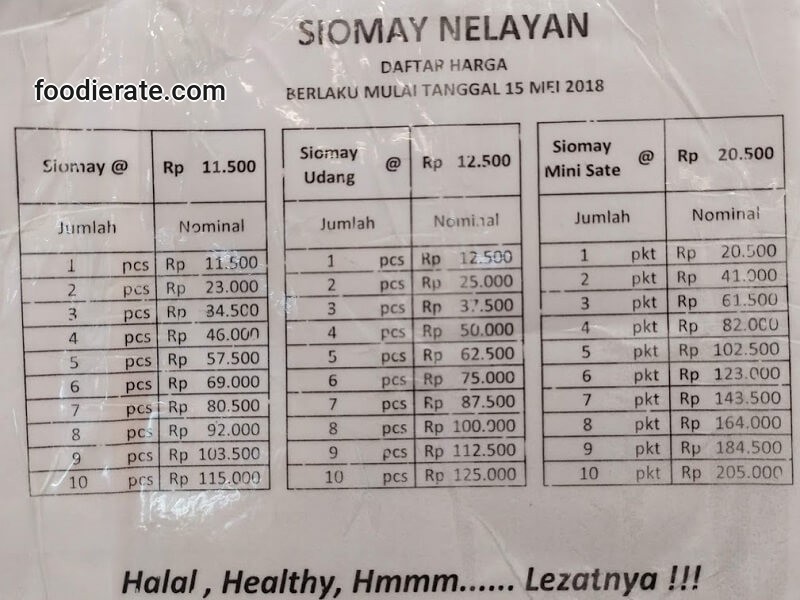 SIOMAY NELAYAN
DAFTAR HARGA
BERLAKU MULAI TANGGAL 15 MEI 2018
foodierate.com
Siomay @ Rp 11.500
Jumlah Nominal
1 pcs Rp 11.500
2 pcs Rp 23.000
3 pcs Rp 34.500
4 pcs Rp 46.000
5 pcs Rp 57.500
6 pcs Rp 69.000
7 pcs Rp 80.500
8 pcs Rp 92.000
9 pcs Rp 103.500
10 pcs Rp 115.000
Siomay
Udang @ Rp 12.500
Jumlah Nominal
1 pcs Rp 12.500
2 pcs Rp 25.000
3 pcs Rp 37.500
4 pcs Rp 50.000
5 pcs Rp 62.500
6 pcs Rp 75.000
7 pcs Rp 87.500
8 pcs Rp 100.000
9 pcs Rp 112.500
10 pcs Rp 125.000
Siomay
Mini Sate @ Rp 20.500
Jumlah Nominal
1 pkt Rp 20.500
2 pkt Rp 41.000
3 pkt Rp 61.500
4 pkt Rp 82.000
5 pkt Rp 102.500
6 pkt Rp 123.000
7 pkt Rp 143.500
8 pkt Rp 164.000
9 pkt Rp 184.500
10 pkt Rp 205.000
Halal , Healthy, Hmmm...... Lezatnya !!!